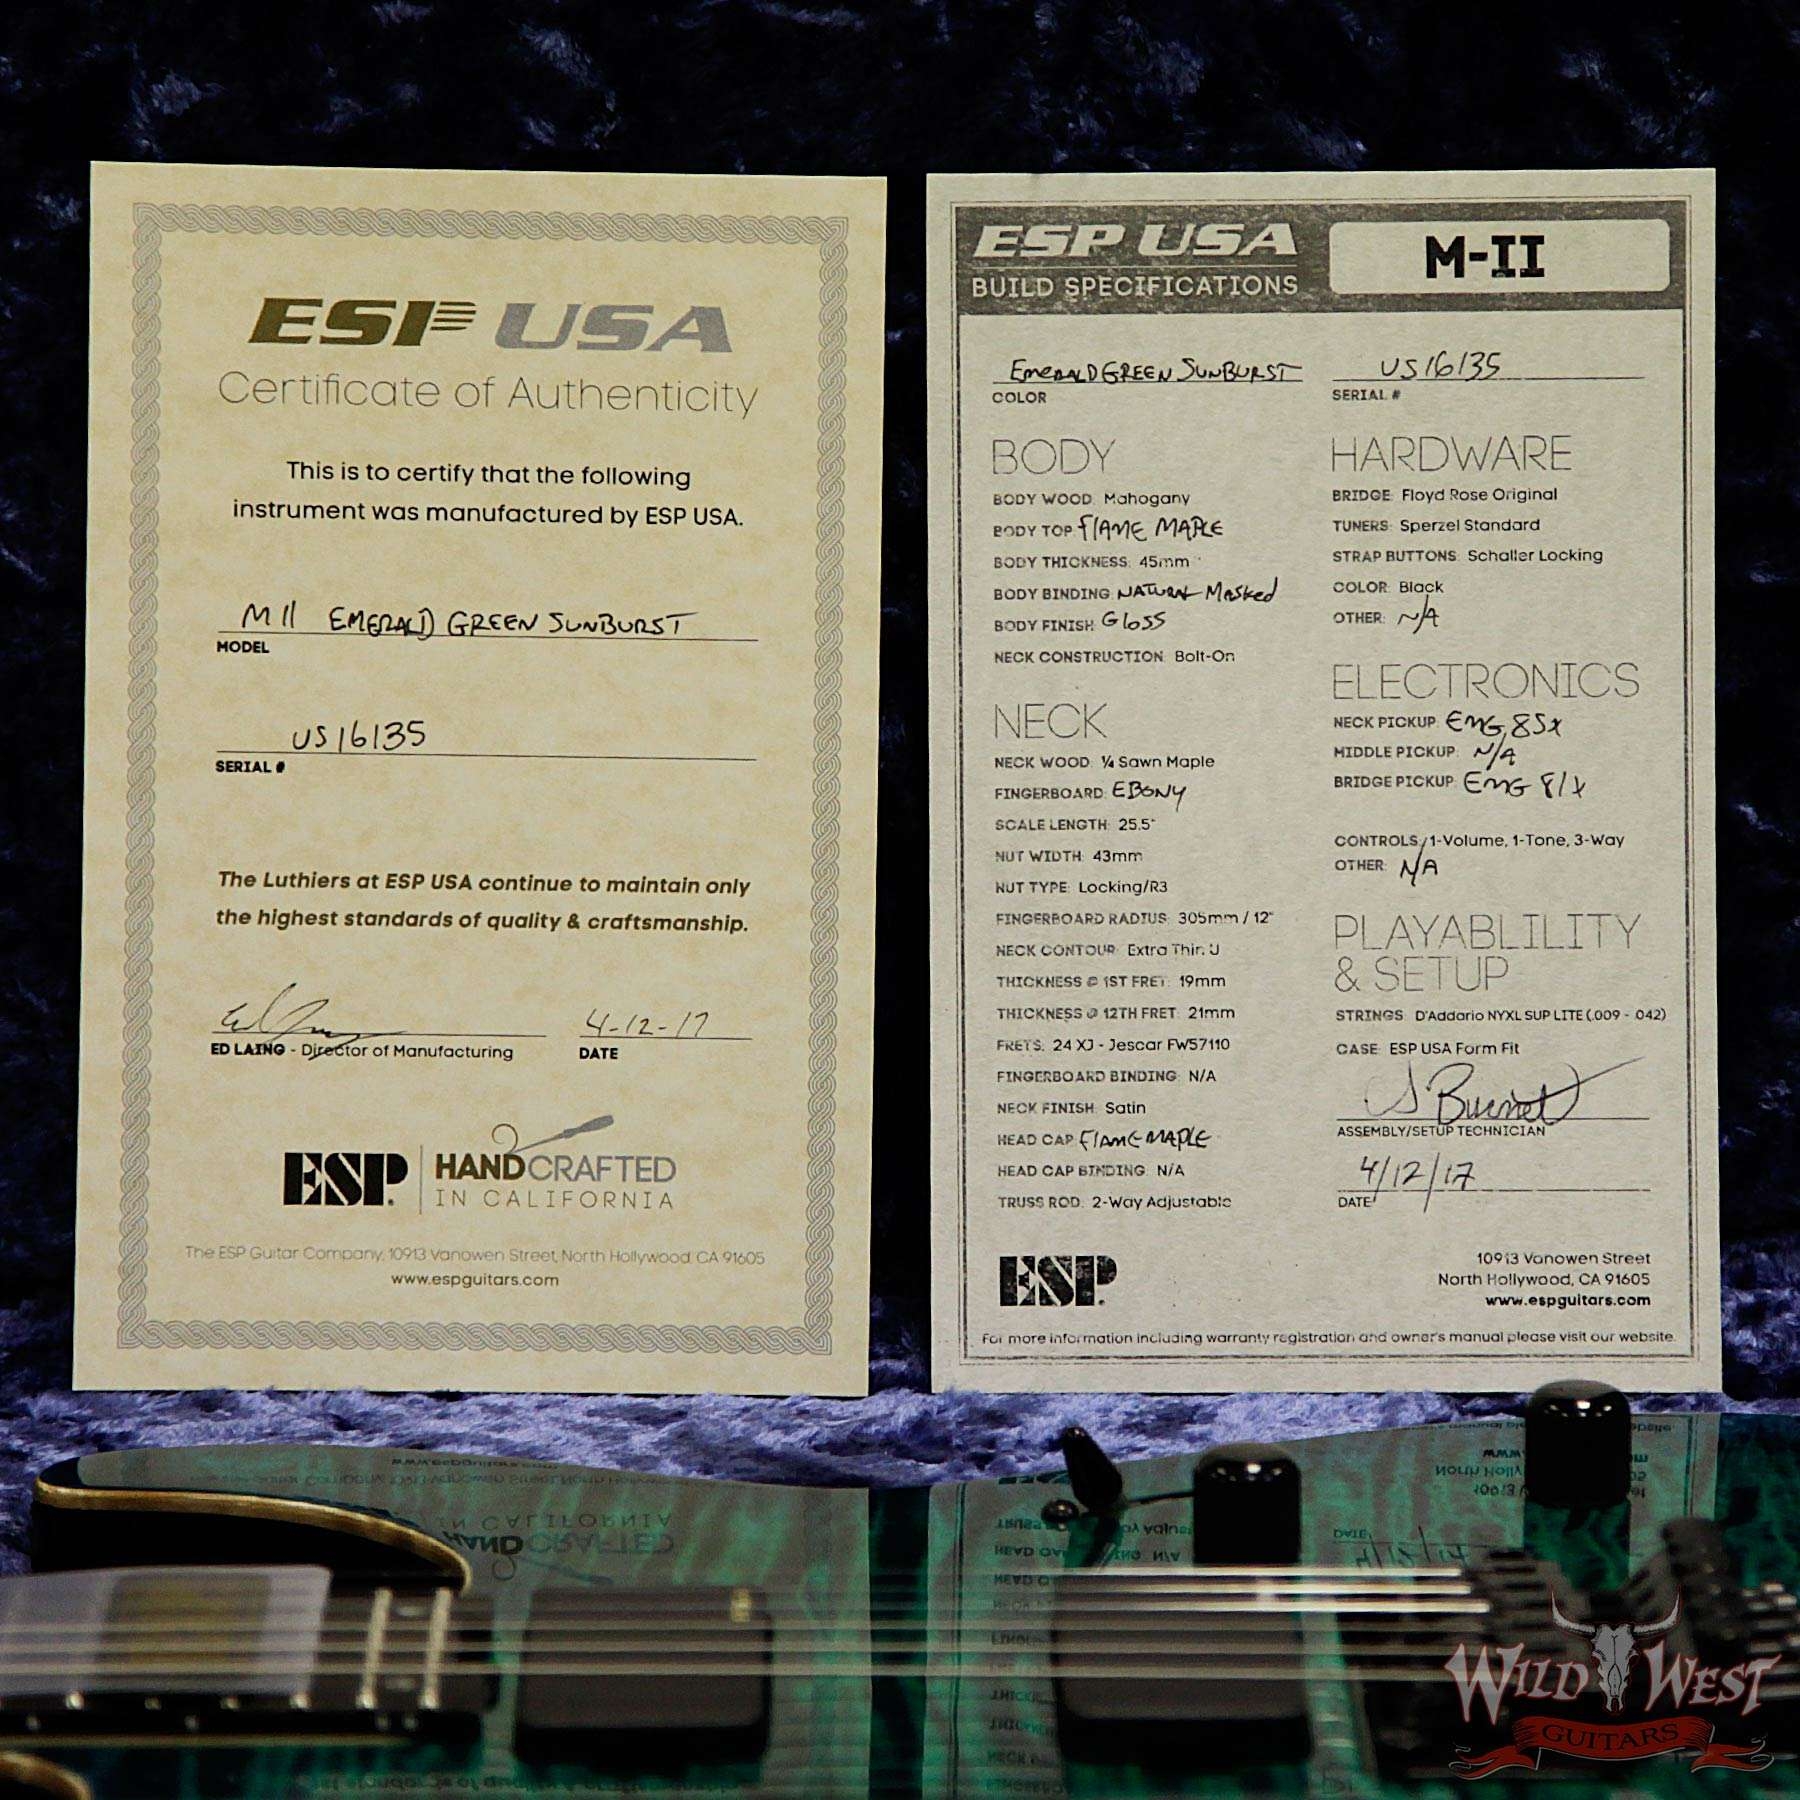 ESP USA
Certificate of Authenticity
This is to certify that the following
instrument was manufactured by ESP USA.
M II EMERALD GREEN SUNBURST
MODEL
US16135
SERIAL #
The Luthiers at ESP USA continue to maintain only
the highest standards of quality & craftsmanship.
ED LAING - Director of Manufacturing
4-12-17
DATE
ESP HANDCRAFTED
IN CALIFORNIA
The ESP Guitar Company, 10913 Vanowen Street, North Hollywood, CA 91605
www.espguitars.com
ESP USA
BUILD SPECIFICATIONS
M-II
EMERALD GREEN SUNBURST
COLOR
US16135
SERIAL #
BODY
BODY WOOD: Mahogany
BODY TOP: FLAME MAPLE
BODY THICKNESS: 45mm
BODY BINDING: NATURAL MASKED
BODY FINISH: GLOSS
NECK CONSTRUCTION: Bolt-On
NECK
NECK WOOD: ¼ Sawn Maple
FINGERBOARD: EBONY
SCALE LENGTH: 25.5"
NUT WIDTH: 43mm
NUT TYPE: Locking/R3
FINGERBOARD RADIUS: 305mm / 12"
NECK CONTOUR: Extra Thin U
THICKNESS @ 1ST FRET: 19mm
THICKNESS @ 12TH FRET: 21mm
FRETS: 24 XJ - Jescar FW57110
FINGERBOARD BINDING: N/A
NECK FINISH: Satin
HEAD CAP: FLAME MAPLE
HEAD CAP BINDING: N/A
TRUSS ROD: 2-Way Adjustable
HARDWARE
BRIDGE: Floyd Rose Original
TUNERS: Sperzel Standard
STRAP BUTTONS: Schaller Locking
COLOR: Black
OTHER: N/A
ELECTRONICS
NECK PICKUP: EMG 85X
MIDDLE PICKUP: N/A
BRIDGE PICKUP: EMG 81X
CONTROLS: 1-Volume, 1-Tone, 3-Way
OTHER: N/A
PLAYABLILITY
& SETUP
STRINGS: D'Addario NYXL SUP LITE (.009 - .042)
CASE: ESP USA Form Fit
S Burnet
ASSEMBLY/SETUP TECHNICIAN
4/12/17
DATE
ESP
10913 Vanowen Street
North Hollywood, CA 91605
www.espguitars.com
For more information including warranty registration and owner's manual please visit our website.
WILD WEST
GUITARS